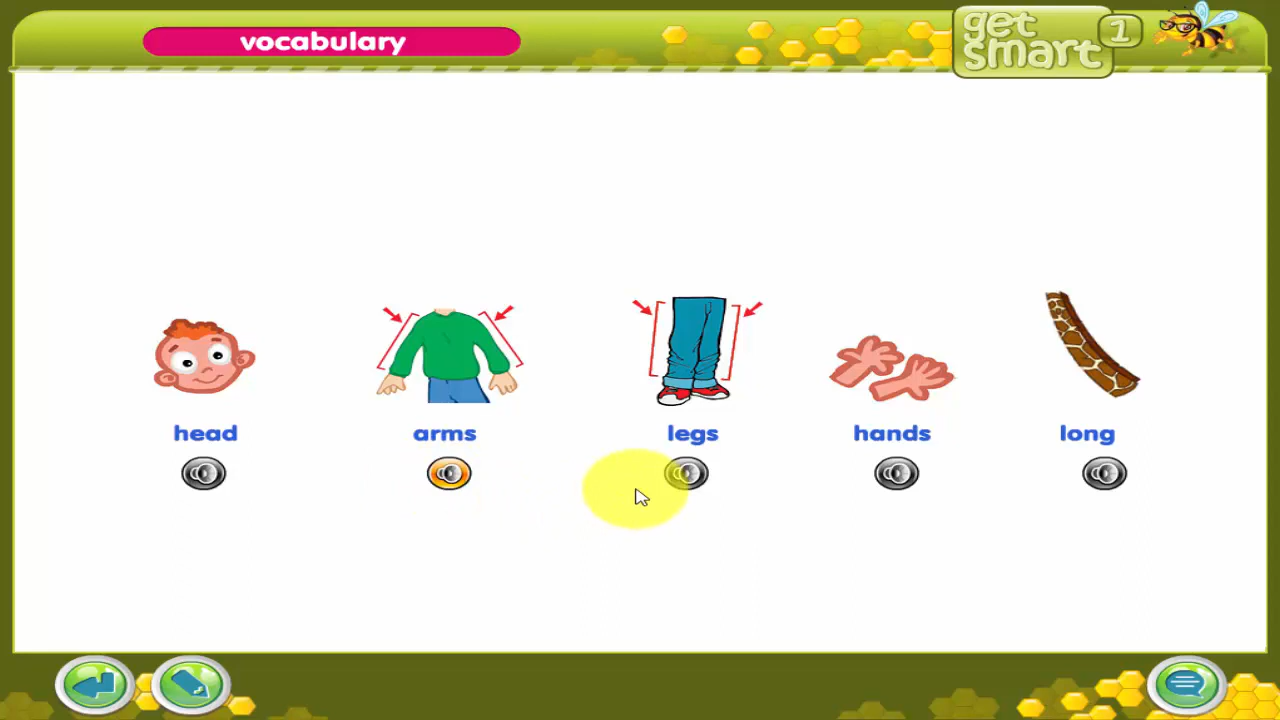 vocabulary
get
smart 1
head
arms
legs
hands
long